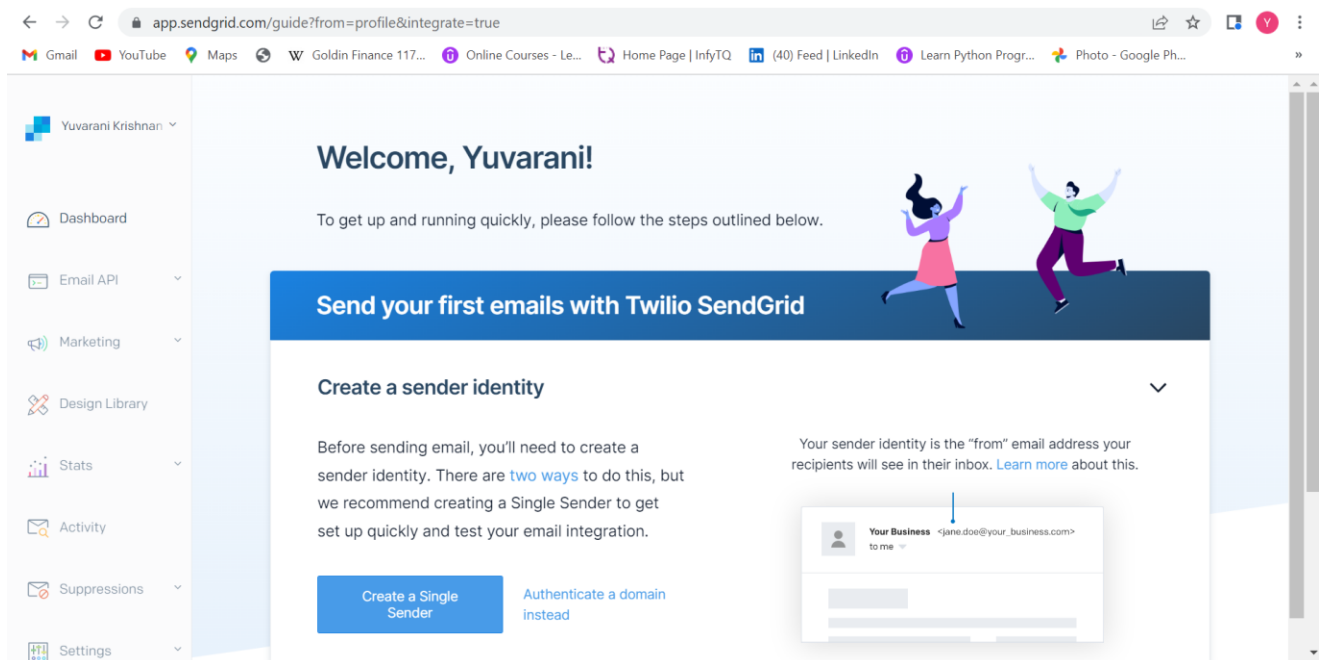 app.sendgrid.com/guide?from=profile&integrate=true
Y
Gmail
YouTube
Maps
W Goldin Finance 117...
Online Courses - Le...
Home Page | InfyTQ
in (40) Feed | LinkedIn
Learn Python Progr...
Photo - Google Ph...
»
Yuvarani Krishnan
Dashboard
Email API
Marketing
Design Library
Stats
Activity
Suppressions
Settings
Welcome, Yuvarani!
To get up and running quickly, please follow the steps outlined below.
Send your first emails with Twilio SendGrid
Create a sender identity
Before sending email, you'll need to create a
sender identity. There are two ways to do this, but
we recommend creating a Single Sender to get
set up quickly and test your email integration.
Create a Single
Sender
Authenticate a domain
instead
Your sender identity is the "from" email address your
recipients will see in their inbox. Learn more about this.
Your Business <jane.doe@your_business.com>
to me